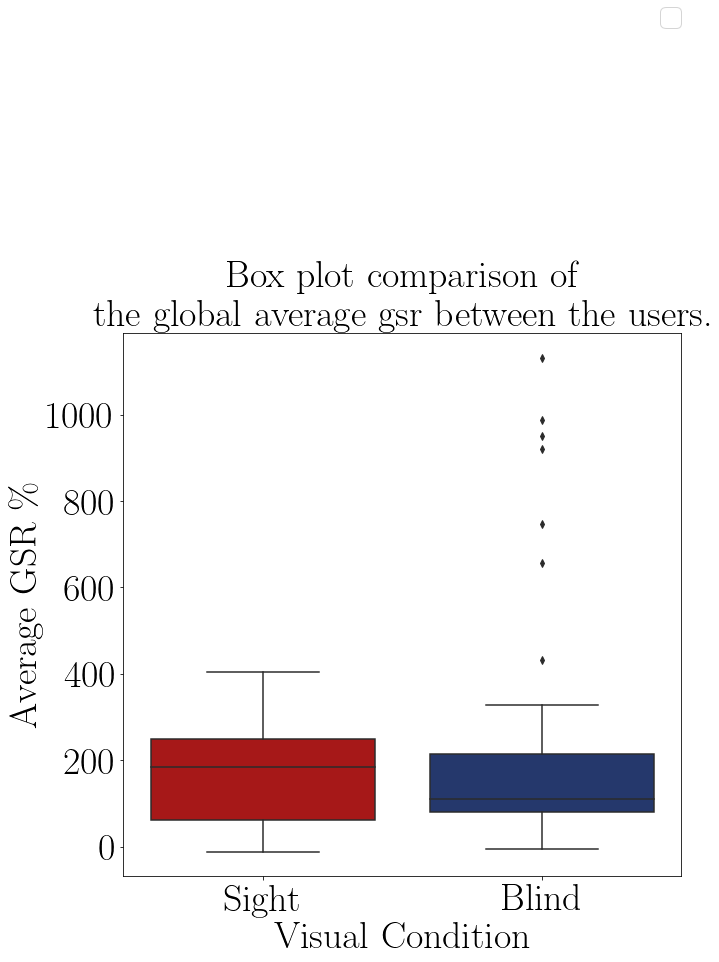 Box plot comparison of
the global average gsr between the users.
1000
800
600
400
200
0
Average GSR %
Sight
Blind
Visual Condition